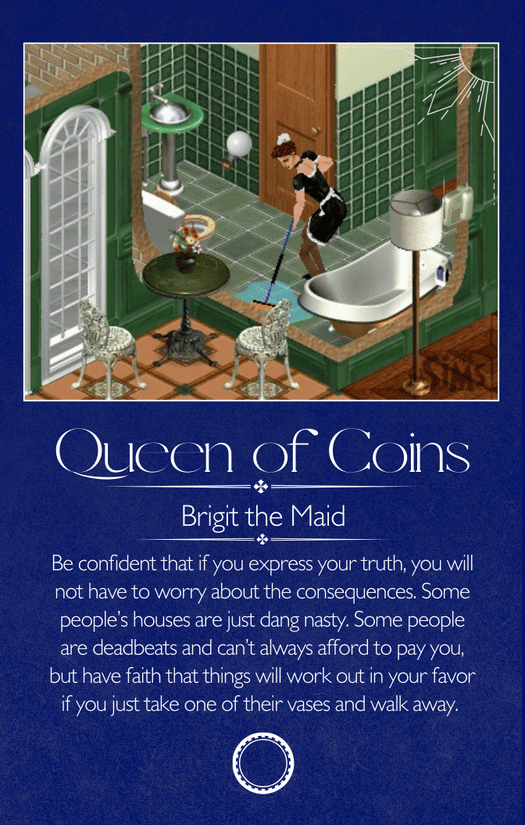 SIMS
Queen of Coins
Brigit the Maid
Be confident that if you express your truth, you will
not have to worry about the consequences. Some
people's houses are just dang nasty. Some people
are deadbeats and can't always afford to pay you,
but have faith that things will work out in your favor
if you just take one of their vases and walk away.